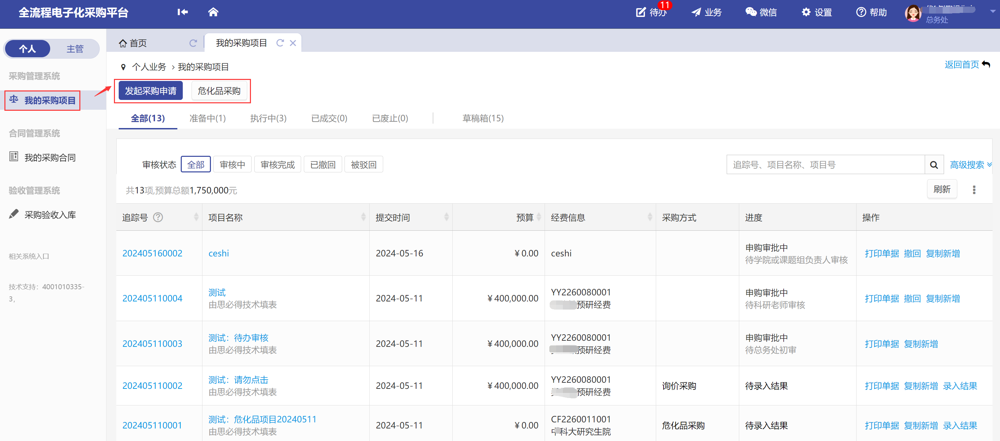 全流程电子化采购平台
待办 11 业务 微信 设置 帮助
总务处
个人 主管
采购管理系统
我的采购项目
合同管理系统
我的采购合同
验收管理系统
采购验收入库
相关系统入口
技术支持：4001010335-
3，
首页 我的采购项目
个人业务 › 我的采购项目 返回首页
发起采购申请 危化品采购
全部(13) 准备中(1) 执行中(3) 已成交(0) 已废止(0) 草稿箱(15)
审核状态 全部 审核中 审核完成 已撤回 被驳回 追踪号、项目名称、项目号 高级搜索
共13项,预算总额1,750,000元 刷新
追踪号 项目名称 提交时间 预算 经费信息 采购方式 进度 操作
202405160002 ceshi 2024-05-16 ¥ 0.00 ceshi 申购审批中 打印单据 撤回 复制新增
待学院或课题组负责人审核
202405110004 测试 2024-05-11 ¥ 400,000.00 YY2260080001 申购审批中 打印单据 撤回 复制新增
由思必得技术填表 预研经费 待科研老师审核
202405110003 测试：待办审核 2024-05-11 ¥ 400,000.00 YY2260080001 申购审批中 打印单据 复制新增
由思必得技术填表 预研经费 待总务处初审
202405110002 测试：请勿点击 2024-05-11 ¥ 400,000.00 YY2260080001 询价采购 待录入结果 打印单据 复制新增 录入结果
由思必得技术填表 预研经费
202405110001 测试：危化品项目20240511 2024-05-11 ¥ 0.00 CF2260011001 危化品采购 待录入结果 打印单据 复制新增 录入结果
由思必得技术填表 科大研究生院